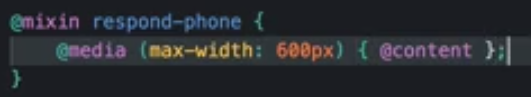 @mixin respond-phone {
    @media (max-width: 600px) { @content };
}